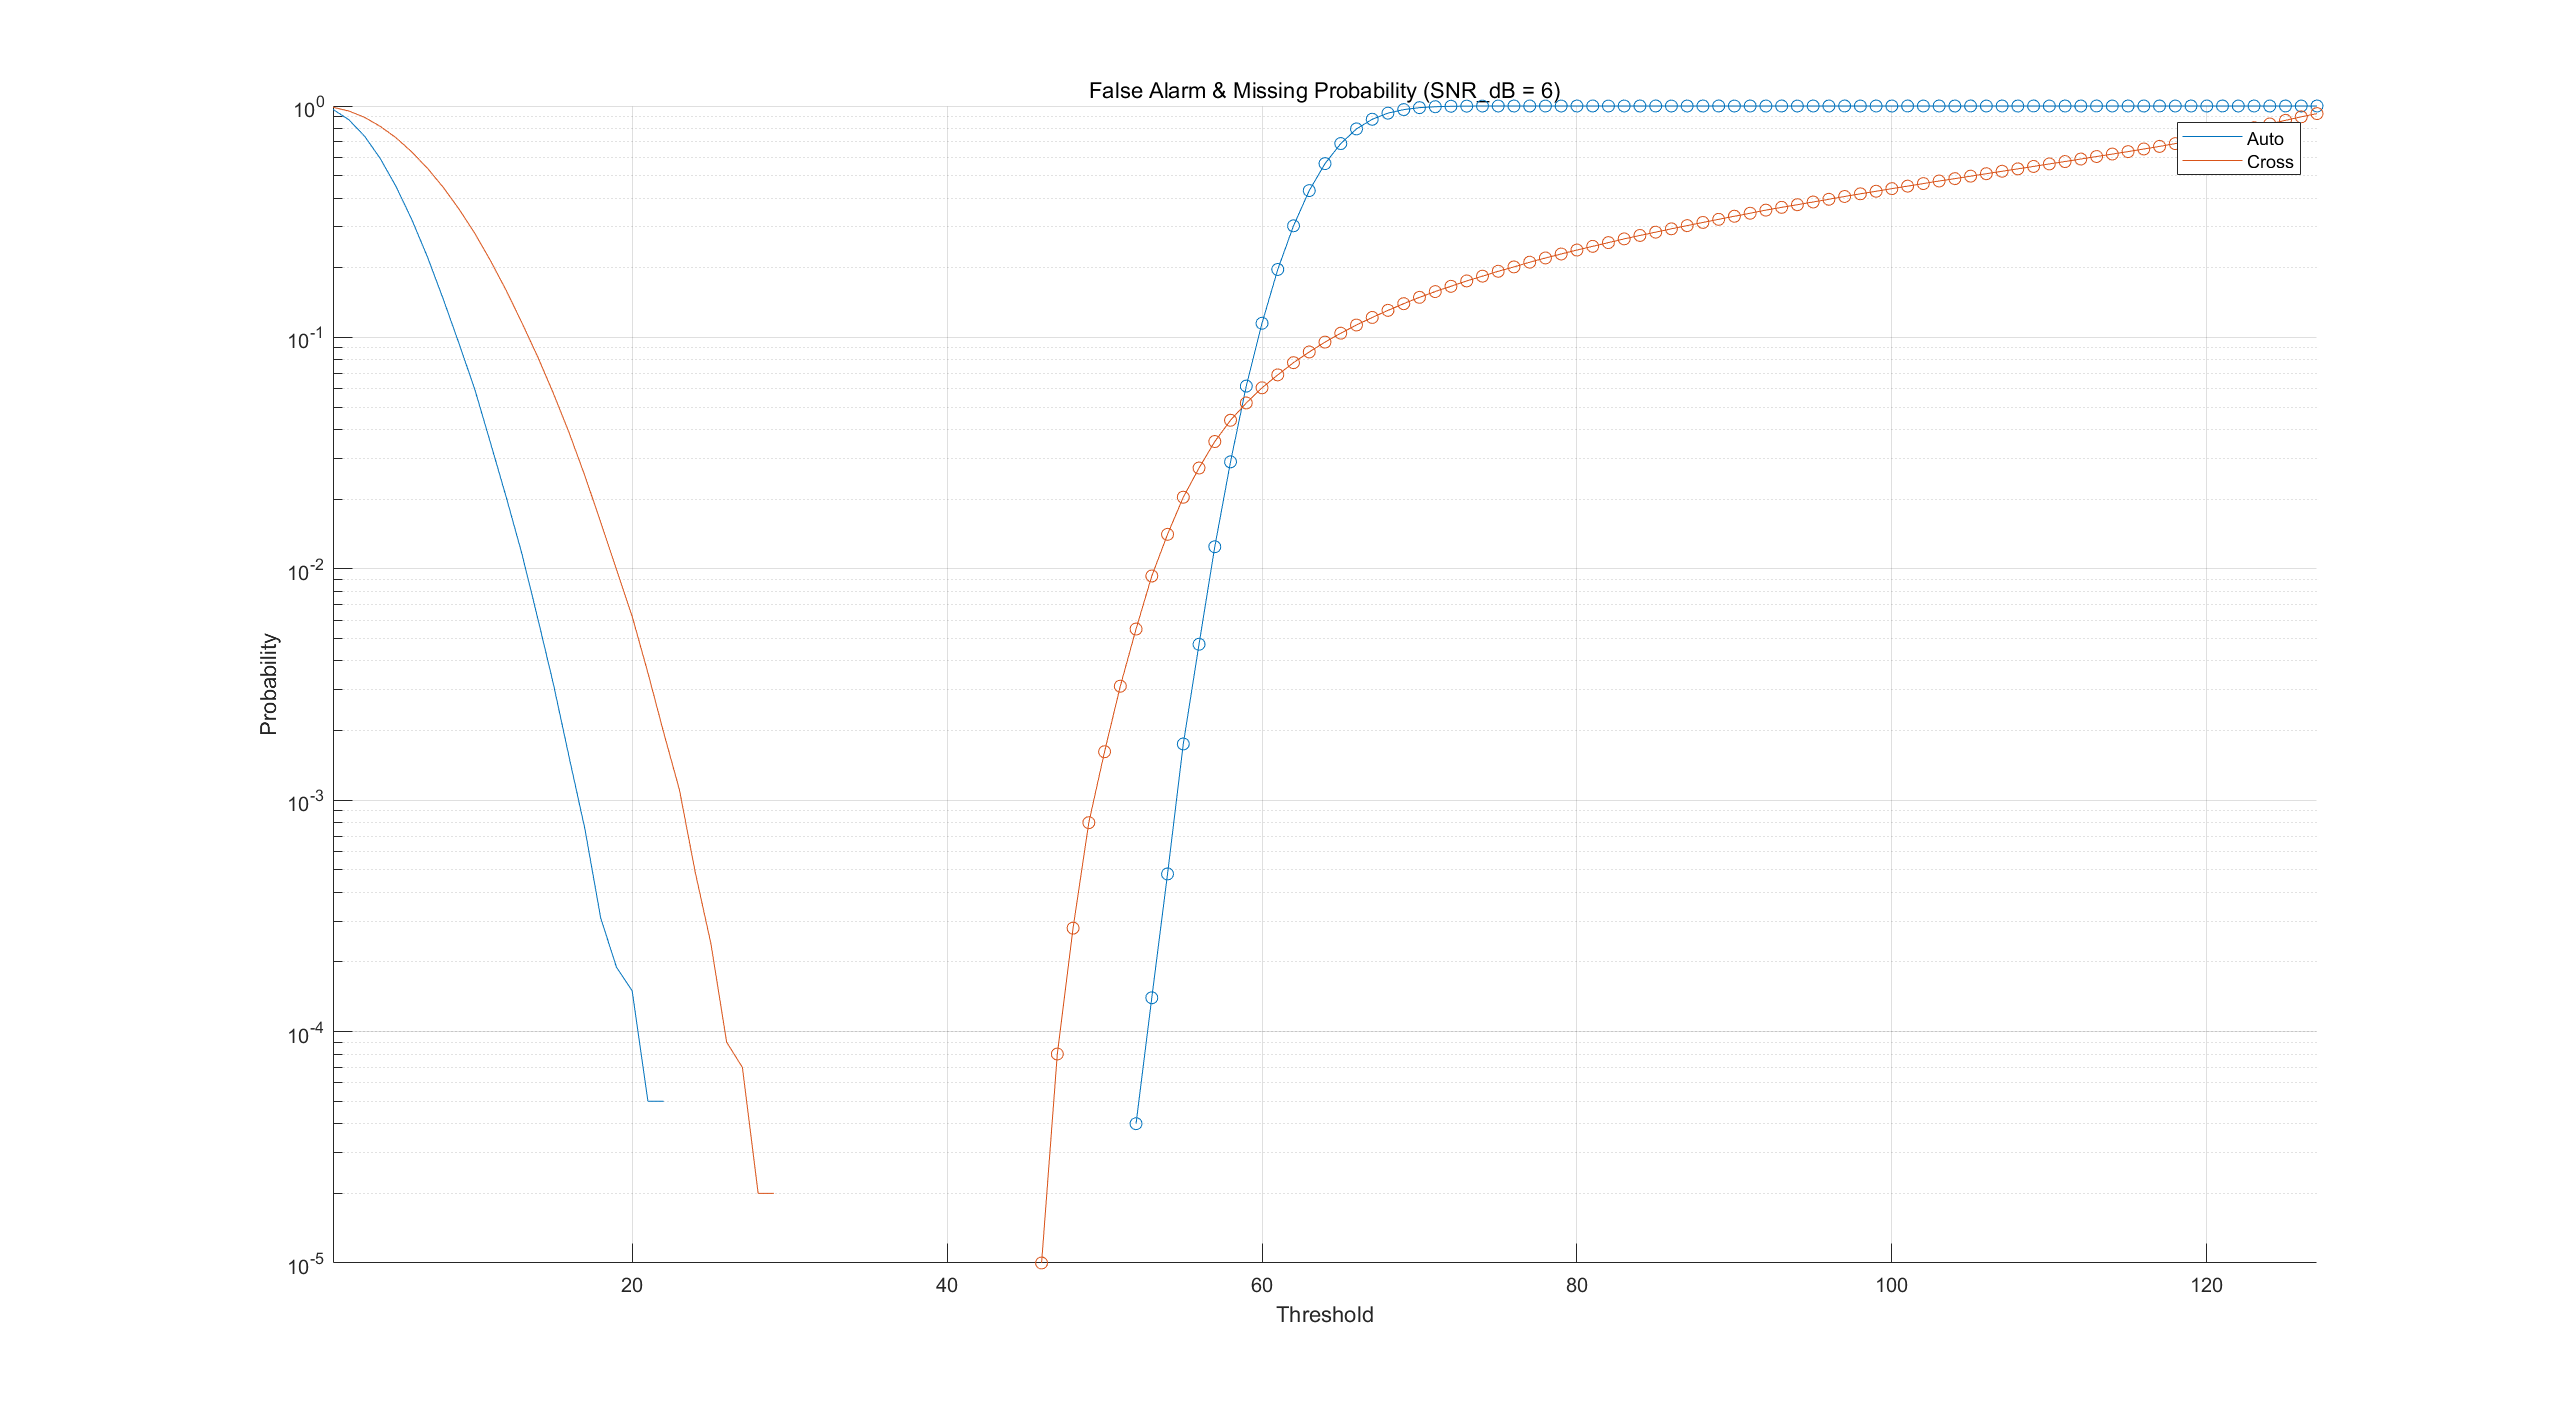 False Alarm & Missing Probability (SNR_dB = 6)
10^0
10^-1
10^-2
10^-3
10^-4
10^-5
Probability
Auto
Cross
20 40 60 80 100 120
Threshold